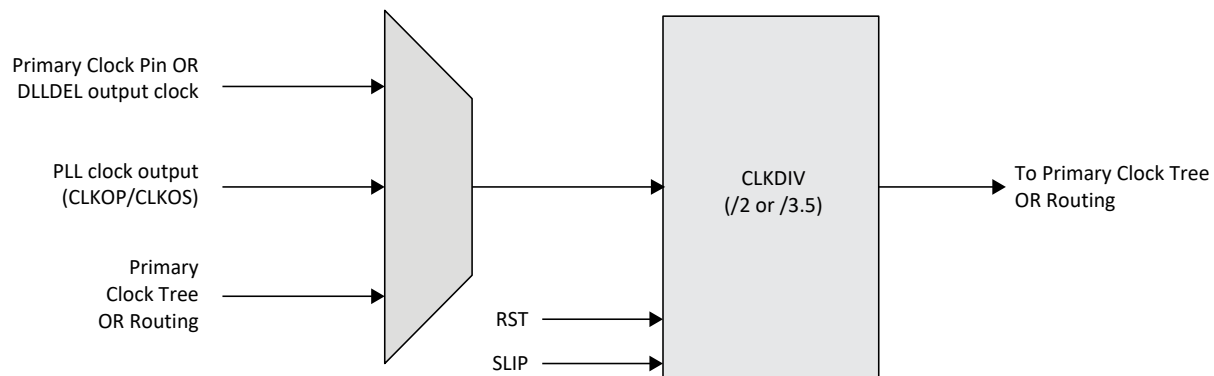 Primary Clock Pin OR
DLLDEL output clock
PLL clock output
(CLKOP/CLKOS)
Primary
Clock Tree
OR Routing
RST
SLIP
CLKDIV
(/2 or /3.5)
To Primary Clock Tree
OR Routing